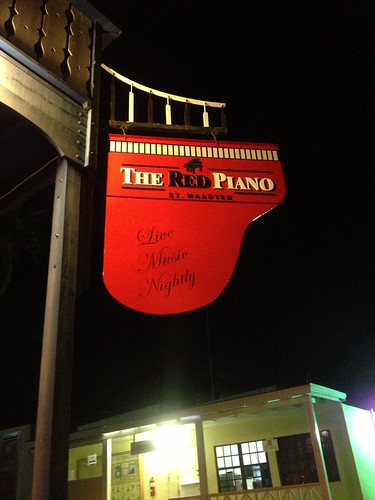 THE RED PIANO
ST. MAARTEN
Live
Music
Nightly